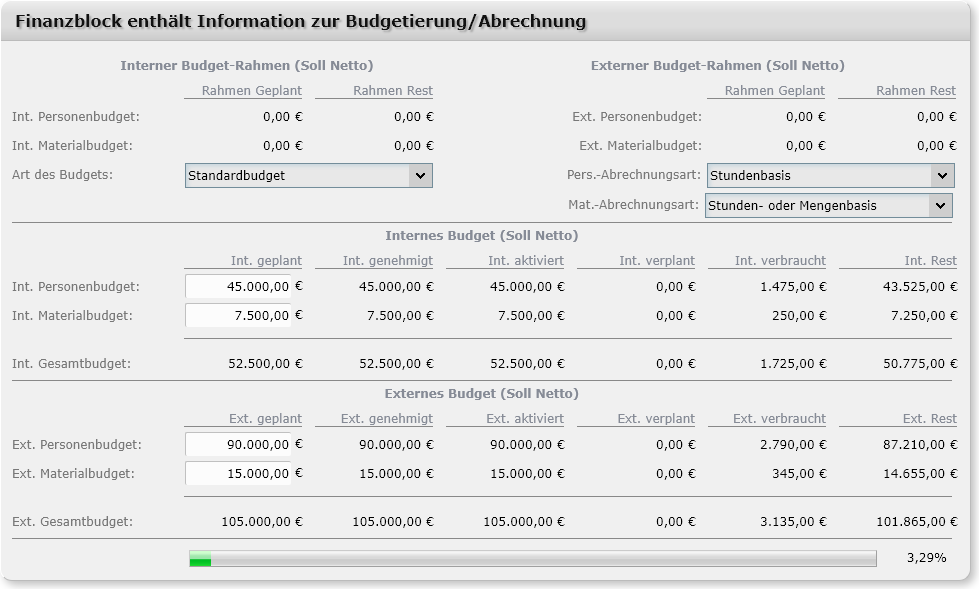 Finanzblock enthält Information zur Budgetierung/Abrechnung
Interner Budget-Rahmen (Soll Netto) Externer Budget-Rahmen (Soll Netto)
Rahmen Geplant Rahmen Rest Rahmen Geplant Rahmen Rest
Int. Personenbudget: 0,00 € 0,00 € Ext. Personenbudget: 0,00 € 0,00 €
Int. Materialbudget: 0,00 € 0,00 € Ext. Materialbudget: 0,00 € 0,00 €
Art des Budgets: Standardbudget Pers.-Abrechnungsart: Stundenbasis
Mat.-Abrechnungsart: Stunden- oder Mengenbasis
Internes Budget (Soll Netto)
Int. geplant Int. genehmigt Int. aktiviert Int. verplant Int. verbraucht Int. Rest
Int. Personenbudget: 45.000,00 € 45.000,00 € 45.000,00 € 0,00 € 1.475,00 € 43.525,00 €
Int. Materialbudget: 7.500,00 € 7.500,00 € 7.500,00 € 0,00 € 250,00 € 7.250,00 €
Int. Gesamtbudget: 52.500,00 € 52.500,00 € 52.500,00 € 0,00 € 1.725,00 € 50.775,00 €
Externes Budget (Soll Netto)
Ext. geplant Ext. genehmigt Ext. aktiviert Ext. verplant Ext. verbraucht Ext. Rest
Ext. Personenbudget: 90.000,00 € 90.000,00 € 90.000,00 € 0,00 € 2.790,00 € 87.210,00 €
Ext. Materialbudget: 15.000,00 € 15.000,00 € 15.000,00 € 0,00 € 345,00 € 14.655,00 €
Ext. Gesamtbudget: 105.000,00 € 105.000,00 € 105.000,00 € 0,00 € 3.135,00 € 101.865,00 €
3,29%